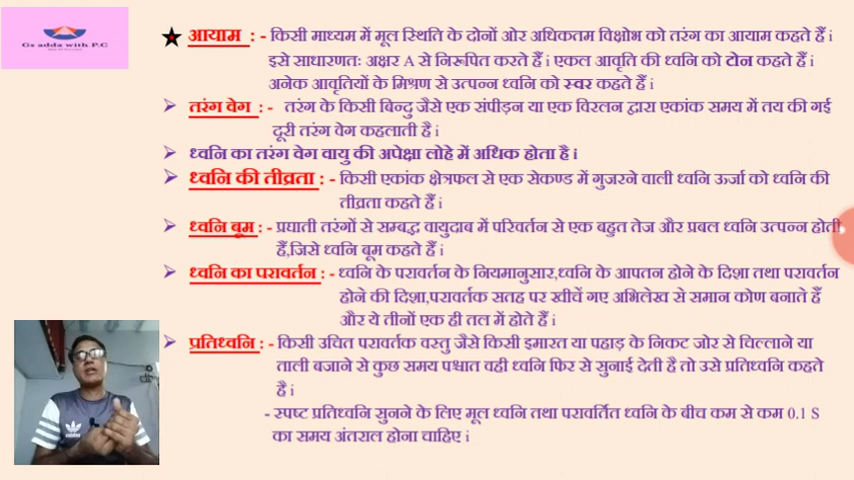 Gs adda with P.C
आयाम : - किसी माध्यम में मूल स्थिति के दोनों ओर अधिकतम विक्षोभ को तरंग का आयाम कहते हैं i
इसे साधारणतः अक्षर A से निरूपित करते हैं i एकल आवृति की ध्वनि को टोन कहते हैं i
अनेक आवृतियों के मिश्रण से उत्पन्न ध्वनि को स्वर कहते हैं i
तरंग वेग : - तरंग के किसी बिन्दु जैसे एक संपीड़न या एक विरलन द्वारा एकांक समय में तय की गई
दूरी तरंग वेग कहलाती है i
ध्वनि का तरंग वेग वायु की अपेक्षा लोहे में अधिक होता है i
ध्वनि की तीव्रता : - किसी एकांक क्षेत्रफल से एक सेकण्ड में गुजरने वाली ध्वनि ऊर्जा को ध्वनि की
तीव्रता कहते हैं i
ध्वनि बूम : - प्रघाती तरंगों से सम्बद्ध वायुदाब में परिवर्तन से एक बहुत तेज और प्रबल ध्वनि उत्पन्न होती
हैं,जिसे ध्वनि बूम कहते हैं i
ध्वनि का परावर्तन : - ध्वनि के परावर्तन के नियमानुसार,ध्वनि के आपतन होने के दिशा तथा परावर्तन
होने की दिशा,परावर्तक सतह पर खींचें गए अभिलेख से समान कोण बनाते हैं
और ये तीनों एक ही तल में होते हैं i
प्रतिध्वनि : - किसी उचित परावर्तक वस्तु जैसे किसी इमारत या पहाड़ के निकट जोर से चिल्लाने या
ताली बजाने से कुछ समय पश्चात वही ध्वनि फिर से सुनाई देती है तो उसे प्रतिध्वनि कहते
हैं i
- स्पष्ट प्रतिध्वनि सुनने के लिए मूल ध्वनि तथा परावर्तित ध्वनि के बीच कम से कम 0.1 S
का समय अंतराल होना चाहिए i